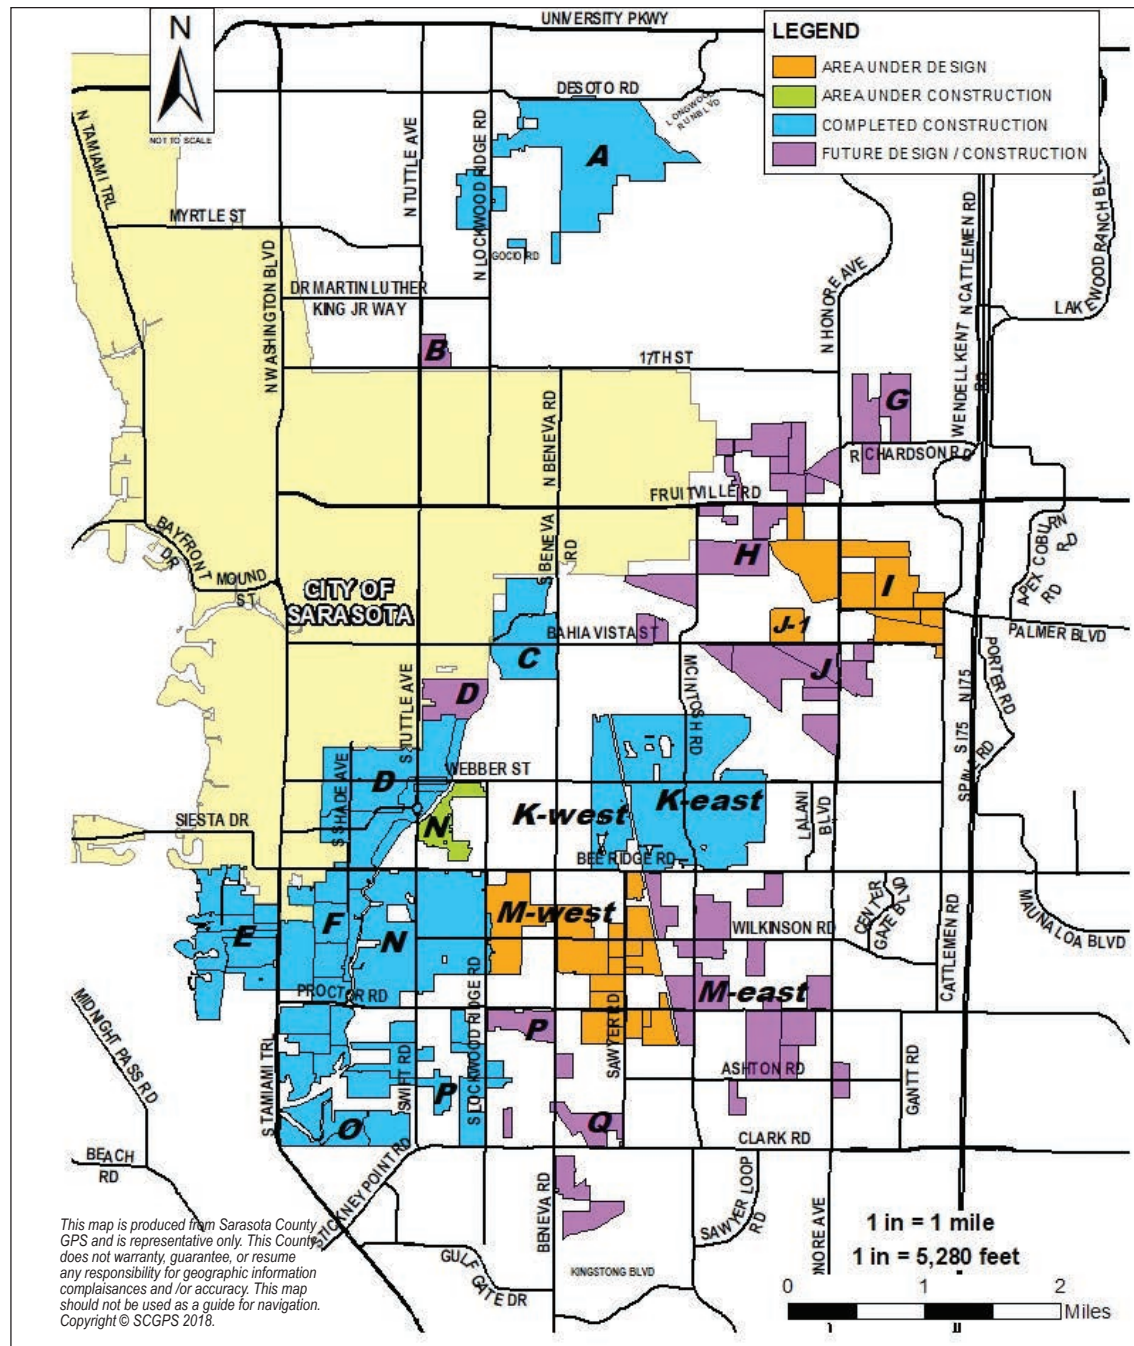 N
NOT TO SCALE
LEGEND
AREA UNDER DESIGN
AREA UNDER CONSTRUCTION
COMPLETED CONSTRUCTION
FUTURE DESIGN / CONSTRUCTION
UNIVERSITY PKWY
DESOTO RD
LONGWOOD
RUN BLVD
N TAMIAMI TRL
N TUTTLE AVE
N LOCKWOOD RIDGE RD
A
MYRTLE ST
GOCIO RD
N WASHINGTON BLVD
N HONORE AVE
WENDELL KENT
RD
N CATTLEMEN RD
DR MARTIN LUTHER
KING JR WAY
B
17TH ST
N BENEVA RD
G
RICHARDSON RD
FRUITVILLE RD
BAYFRONT
DR
MOUND
ST
S BENEVA
RD
H
I
APEX COBURN
RD
RD
CITY OF
SARASOTA
J-1
BAHIA VISTA ST
PALMER BLVD
C
J
D
S TUTTLE AVE
MCINTOSH RD
S I75
N I75
PORTER RD
WEBBER ST
D
S SHADE AVE
K-west
K-east
LALANI
BLVD
SIESTA DR
N
BEE RIDGE RD
M-west
CENTER
GATE BLVD
MAUNA LOA BLVD
E
F
N
WILKINSON RD
CATTLEMEN RD
PROCTOR RD
M-east
MIDNIGHT PASS RD
S TAMIAMI TRL
SWIFT RD
P
S LOCKWOOD RIDGE RD
P
SAWYER RD
ASHTON RD
GANTT RD
O
Q
CLARK RD
BEACH
RD
STICKNEY POINT RD
BENEVA RD
SAWYER LOOP
RD
GULF
GATE DR
KINGSTONG BLVD
This map is produced from Sarasota County
GPS and is representative only. This County
does not warranty, guarantee, or resume
any responsibility for geographic information
complaisances and /or accuracy. This map
should not be used as a guide for navigation.
Copyright © SCGPS 2018.
1 in = 1 mile
1 in = 5,280 feet
0 1 2
Miles